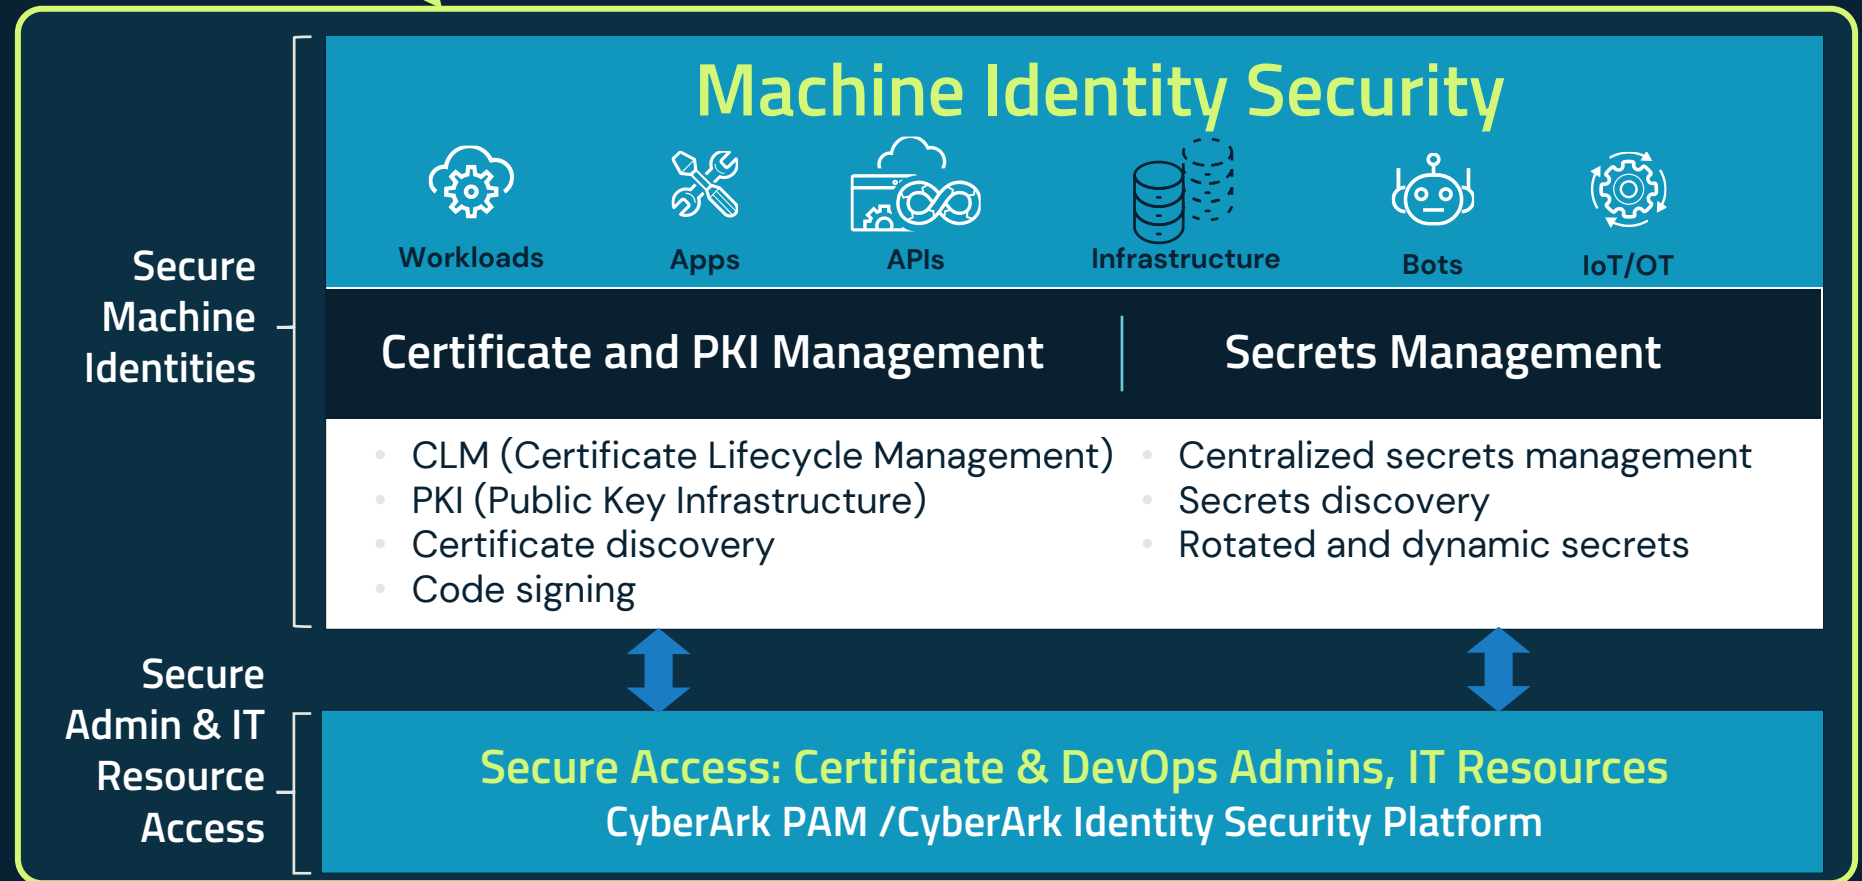 Machine Identity Security
Workloads
Apps
APIs
Infrastructure
Bots
IoT/OT
Secure
Machine
Identities
Certificate and PKI Management
Secrets Management
• CLM (Certificate Lifecycle Management)
• PKI (Public Key Infrastructure)
• Certificate discovery
• Code signing
• Centralized secrets management
• Secrets discovery
• Rotated and dynamic secrets
Secure
Admin & IT
Resource
Access
Secure Access: Certificate & DevOps Admins, IT Resources
CyberArk PAM /CyberArk Identity Security Platform